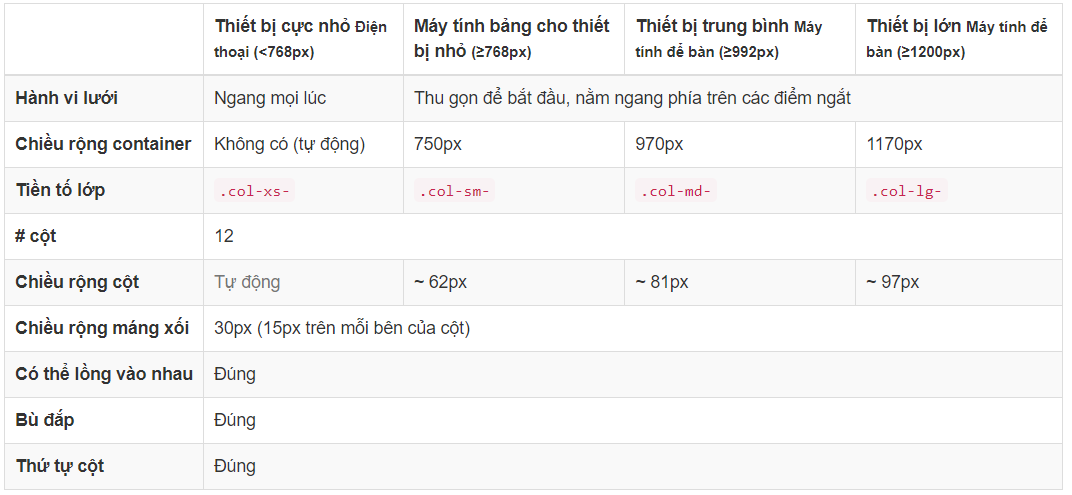 Thiết bị cực nhỏ Điện thoại (<768px) Máy tính bảng cho thiết bị nhỏ (≥768px) Thiết bị trung bình Máy tính để bàn (≥992px) Thiết bị lớn Máy tính để bàn (≥1200px)
Hành vi lưới Ngang mọi lúc Thu gọn để bắt đầu, nằm ngang phía trên các điểm ngắt
Chiều rộng container Không có (tự động) 750px 970px 1170px
Tiền tố lớp .col-xs- .col-sm- .col-md- .col-lg-
# cột 12
Chiều rộng cột Tự động ~ 62px ~ 81px ~ 97px
Chiều rộng máng xối 30px (15px trên mỗi bên của cột)
Có thể lồng vào nhau Đúng
Bù đắp Đúng
Thứ tự cột Đúng